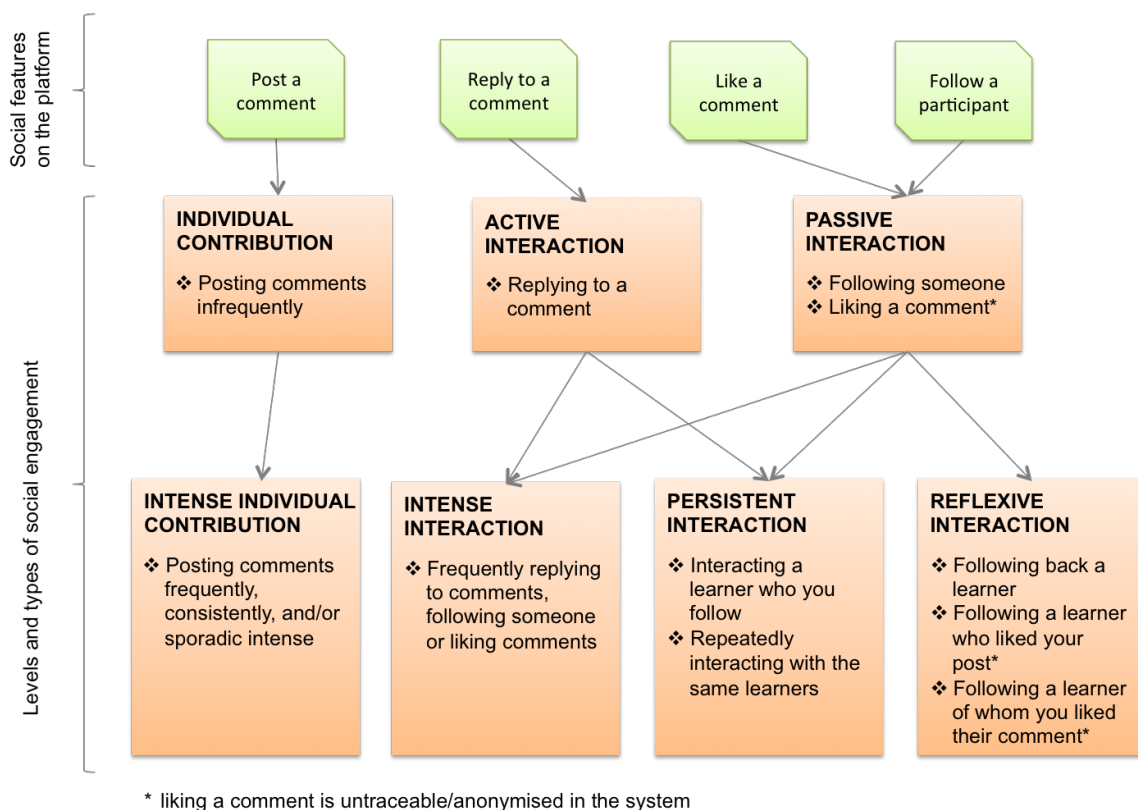 Social features
on the platform
Post a
comment
Reply to a
comment
Like a
comment
Follow a
participant
Levels and types of social engagement
INDIVIDUAL
CONTRIBUTION
❖ Posting comments
infrequently
ACTIVE
INTERACTION
❖ Replying to a
comment
PASSIVE
INTERACTION
❖ Following someone
❖ Liking a comment*
INTENSE INDIVIDUAL
CONTRIBUTION
❖ Posting comments
frequently,
consistently, and/or
sporadic intense
INTENSE
INTERACTION
❖ Frequently replying
to comments,
following someone
or liking comments
PERSISTENT
INTERACTION
❖ Interacting a
learner who you
follow
❖ Repeatedly
interacting with the
same learners
REFLEXIVE
INTERACTION
❖ Following back a
learner
❖ Following a learner
who liked your
post*
❖ Following a learner
of whom you liked
their comment*
* liking a comment is untraceable/anonymised in the system